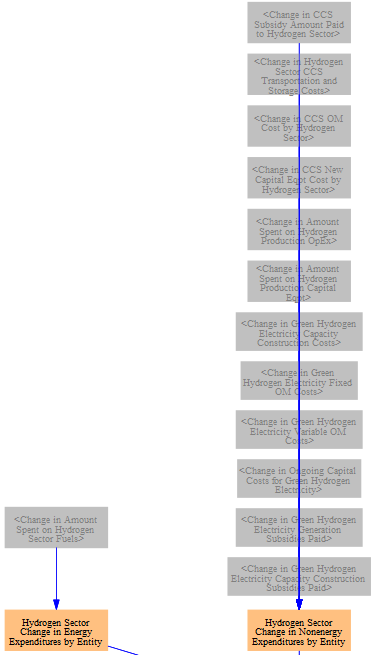 <Change in CCS
Subsidy Amount Paid
to Hydrogen Sector>
<Change in Hydrogen
Sector CCS
Transportation and
Storage Costs>
<Change in CCS OM
Cost by Hydrogen
Sector>
<Change in CCS New
Capital Eqpt Cost by
Hydrogen Sector>
<Change in Amount
Spent on Hydrogen
Production OpEx>
<Change in Amount
Spent on Hydrogen
Production Capital
Eqpt>
<Change in Green Hydrogen
Electricity Capacity
Construction Costs>
<Change in Green
Hydrogen Electricity Fixed
OM Costs>
<Change in Green Hydrogen
Electricity Variable OM
Costs>
<Change in Ongoing Capital
Costs for Green Hydrogen
Electricity>
<Change in Amount
Spent on Hydrogen
Sector Fuels>
<Change in Green Hydrogen
Electricity Generation
Subsidies Paid>
<Change in Green Hydrogen
Electricity Capacity Construction
Subsidies Paid>
Hydrogen Sector
Change in Energy
Expenditures by Entity
Hydrogen Sector
Change in Nonenergy
Expenditures by Entity